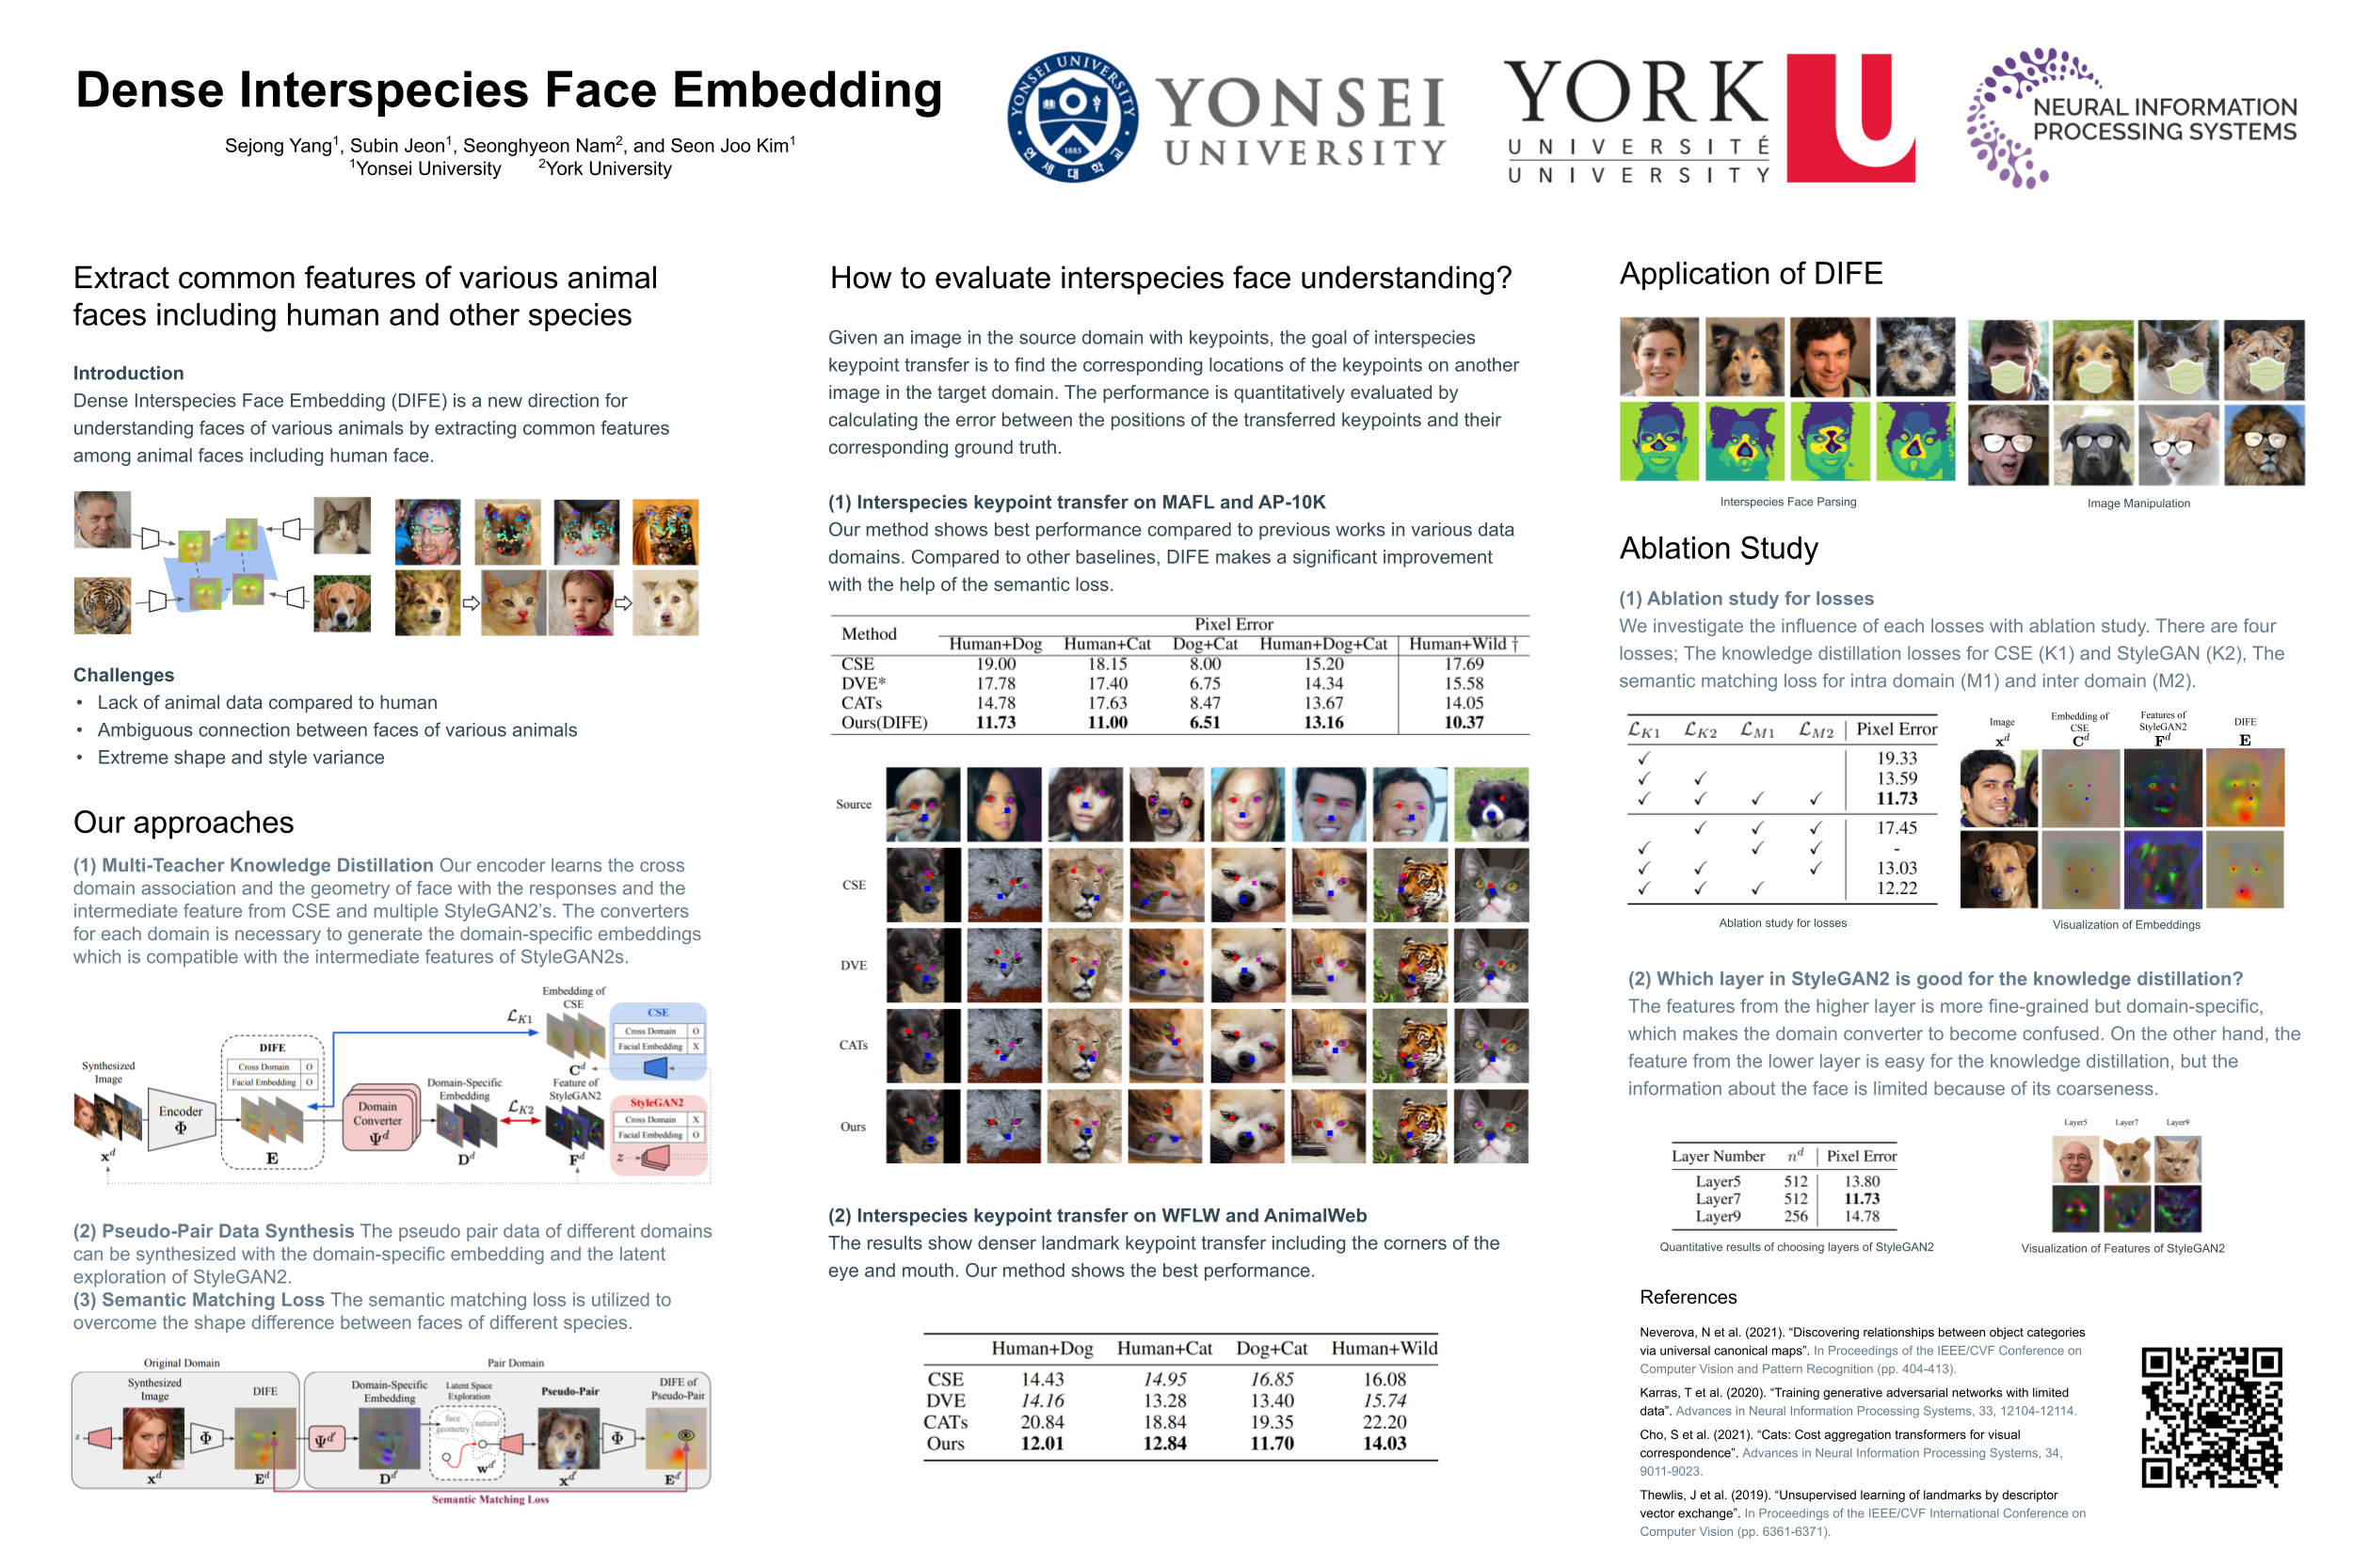 Dense Interspecies Face Embedding
Sejong Yang1, Subin Jeon1, Seonghyeon Nam2, and Seon Joo Kim1
1Yonsei University 2York University
YONSEI UNIVERSITY
1885
연세대학교
YONSEI
UNIVERSITY
YORK
UNIVERSITÉ
UNIVERSITY
U
NEURAL INFORMATION
PROCESSING SYSTEMS
Extract common features of various animal
faces including human and other species
Introduction
Dense Interspecies Face Embedding (DIFE) is a new direction for
understanding faces of various animals by extracting common features
among animal faces including human face.
Challenges
• Lack of animal data compared to human
• Ambiguous connection between faces of various animals
• Extreme shape and style variance
Our approaches
(1) Multi-Teacher Knowledge Distillation Our encoder learns the cross
domain association and the geometry of face with the responses and the
intermediate feature from CSE and multiple StyleGAN2's. The converters
for each domain is necessary to generate the domain-specific embeddings
which is compatible with the intermediate features of StyleGAN2s.
Synthesized
Image
x^d
Encoder
Φ
DIFE
Cross Domain O
Facial Embedding O
E
Domain
Converter
Ψ^d
Domain-Specific
Embedding
D^d
L_K1
L_K2
Embedding of
CSE
C^d
Feature of
StyleGAN2
F^d
CSE
Cross Domain O
Facial Embedding X
StyleGAN2
Cross Domain X
Facial Embedding O
z
(2) Pseudo-Pair Data Synthesis The pseudo pair data of different domains
can be synthesized with the domain-specific embedding and the latent
exploration of StyleGAN2.
(3) Semantic Matching Loss The semantic matching loss is utilized to
overcome the shape difference between faces of different species.
Original Domain
Pair Domain
z
Synthesized
Image
x^d
Φ
DIFE
E^d
Ψ^d'
Domain-Specific
Embedding
D^d'
Latent Space
Exploration
face
geometry
natural
w^d'
Pseudo-Pair
x^d'
Φ
DIFE of
Pseudo-Pair
E^d'
Semantic Matching Loss
How to evaluate interspecies face understanding?
Given an image in the source domain with keypoints, the goal of interspecies
keypoint transfer is to find the corresponding locations of the keypoints on another
image in the target domain. The performance is quantitatively evaluated by
calculating the error between the positions of the transferred keypoints and their
corresponding ground truth.
(1) Interspecies keypoint transfer on MAFL and AP-10K
Our method shows best performance compared to previous works in various data
domains. Compared to other baselines, DIFE makes a significant improvement
with the help of the semantic loss.
Method Pixel Error
Human+Dog Human+Cat Dog+Cat Human+Dog+Cat Human+Wild †
CSE 19.00 18.15 8.00 15.20 17.69
DVE* 17.78 17.40 6.75 14.34 15.58
CATs 14.78 17.63 8.47 13.67 14.05
Ours(DIFE) 11.73 11.00 6.51 13.16 10.37
Source
CSE
DVE
CATs
Ours
(2) Interspecies keypoint transfer on WFLW and AnimalWeb
The results show denser landmark keypoint transfer including the corners of the
eye and mouth. Our method shows the best performance.
Human+Dog Human+Cat Dog+Cat Human+Wild
CSE 14.43 14.95 16.85 16.08
DVE 14.16 13.28 13.40 15.74
CATs 20.84 18.84 19.35 22.20
Ours 12.01 12.84 11.70 14.03
Application of DIFE
Interspecies Face Parsing
Image Manipulation
Ablation Study
(1) Ablation study for losses
We investigate the influence of each losses with ablation study. There are four
losses; The knowledge distillation losses for CSE (K1) and StyleGAN (K2), The
semantic matching loss for intra domain (M1) and inter domain (M2).
L_K1 L_K2 L_M1 L_M2 Pixel Error
✓ 19.33
✓ ✓ 13.59
✓ ✓ ✓ ✓ 11.73
✓ ✓ ✓ 17.45
✓ ✓ ✓ -
✓ ✓ ✓ 13.03
✓ ✓ ✓ 12.22
Ablation study for losses
Image
x^d
Embedding of
CSE
C^d
Features of
StyleGAN2
F^d
DIFE
E
Visualization of Embeddings
(2) Which layer in StyleGAN2 is good for the knowledge distillation?
The features from the higher layer is more fine-grained but domain-specific,
which makes the domain converter to become confused. On the other hand, the
feature from the lower layer is easy for the knowledge distillation, but the
information about the face is limited because of its coarseness.
Layer Number n^d Pixel Error
Layer5 512 13.80
Layer7 512 11.73
Layer9 256 14.78
Quantitative results of choosing layers of StyleGAN2
Layer5 Layer7 Layer9
Visualization of Features of StyleGAN2
References
Neverova, N et al. (2021). “Discovering relationships between object categories
via universal canonical maps”. In Proceedings of the IEEE/CVF Conference on
Computer Vision and Pattern Recognition (pp. 404-413).
Karras, T et al. (2020). “Training generative adversarial networks with limited
data”. Advances in Neural Information Processing Systems, 33, 12104-12114.
Cho, S et al. (2021). “Cats: Cost aggregation transformers for visual
correspondence”. Advances in Neural Information Processing Systems, 34,
9011-9023.
Thewlis, J et al. (2019). “Unsupervised learning of landmarks by descriptor
vector exchange”. In Proceedings of the IEEE/CVF International Conference on
Computer Vision (pp. 6361-6371).